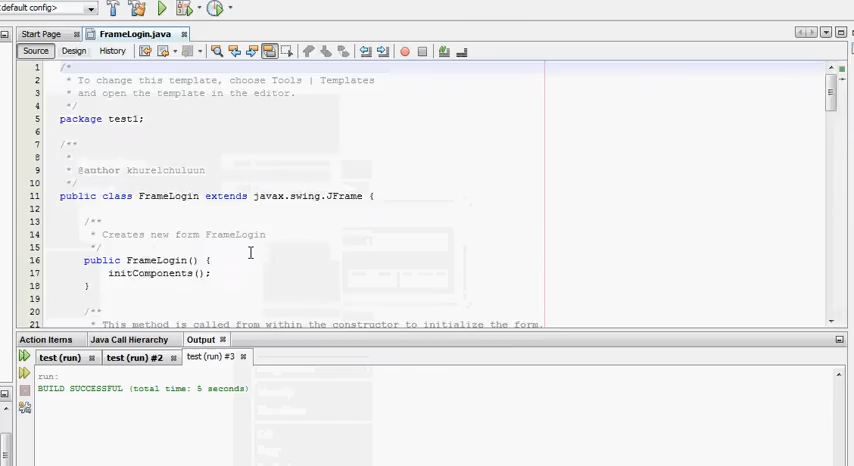 <default config>
Start Page
FrameLogin.java
Source
Design
History
1 /*
2 * To change this template, choose Tools | Templates
3 * and open the template in the editor.
4 */
5 package test1;
6
7 /**
8 *
9 * @author khurelchuluun
10 */
11 public class FrameLogin extends javax.swing.JFrame {
12
13 /**
14 * Creates new form FrameLogin
15 */
16 public FrameLogin() {
17 initComponents();
18 }
19
20 /**
21 * This method is called from within the constructor to initialize the form.
Action Items
Java Call Hierarchy
Output
test (run)
test (run) #2
test (run) #3
run:
BUILD SUCCESSFUL (total time: 5 seconds)